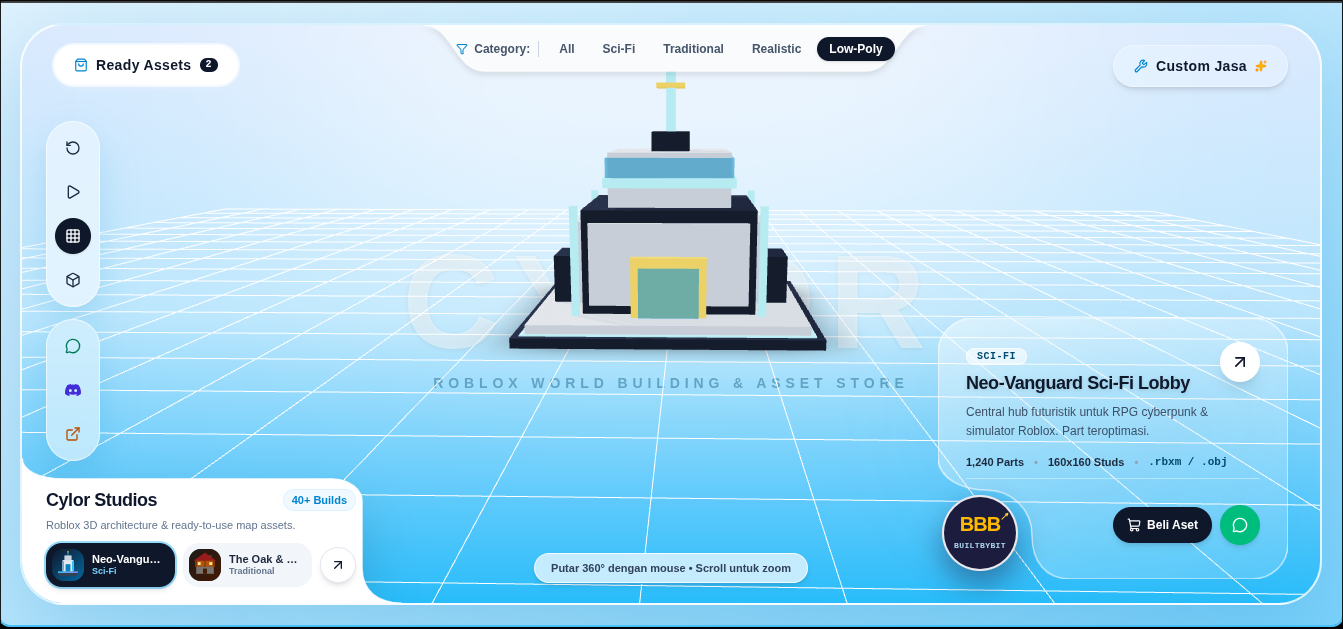 Ready Assets 2
Category: All Sci-Fi Traditional Realistic Low-Poly
Custom Jasa
ROBLOX WORLD BUILDING & ASSET STORE
SCI-FI
Neo-Vanguard Sci-Fi Lobby
Central hub futuristik untuk RPG cyberpunk &
simulator Roblox. Part teroptimasi.
1,240 Parts • 160x160 Studs • .rbxm / .obj
BBB
BUILTBYBIT
Beli Aset
Cylor Studios
40+ Builds
Roblox 3D architecture & ready-to-use map assets.
Neo-Vangu...
Sci-Fi
The Oak & ...
Traditional
Putar 360° dengan mouse • Scroll untuk zoom